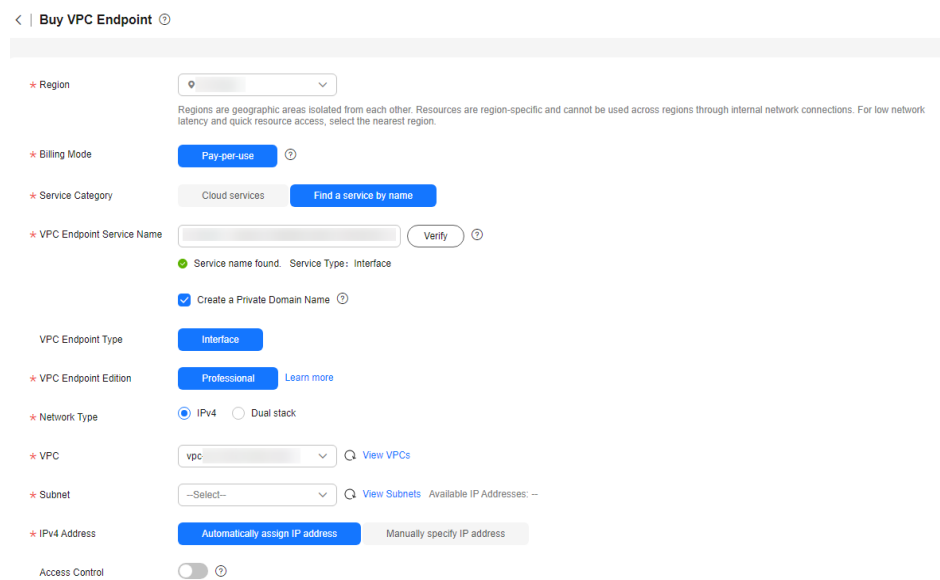 Buy VPC Endpoint
* Region
Regions are geographic areas isolated from each other. Resources are region-specific and cannot be used across regions through internal network connections. For low network
latency and quick resource access, select the nearest region.
* Billing Mode Pay-per-use
* Service Category Cloud services Find a service by name
* VPC Endpoint Service Name Verify
Service name found. Service Type: Interface
Create a Private Domain Name
VPC Endpoint Type Interface
* VPC Endpoint Edition Professional Learn more
* Network Type IPv4 Dual stack
* VPC vpc- View VPCs
* Subnet --Select-- View Subnets Available IP Addresses: --
* IPv4 Address Automatically assign IP address Manually specify IP address
Access Control